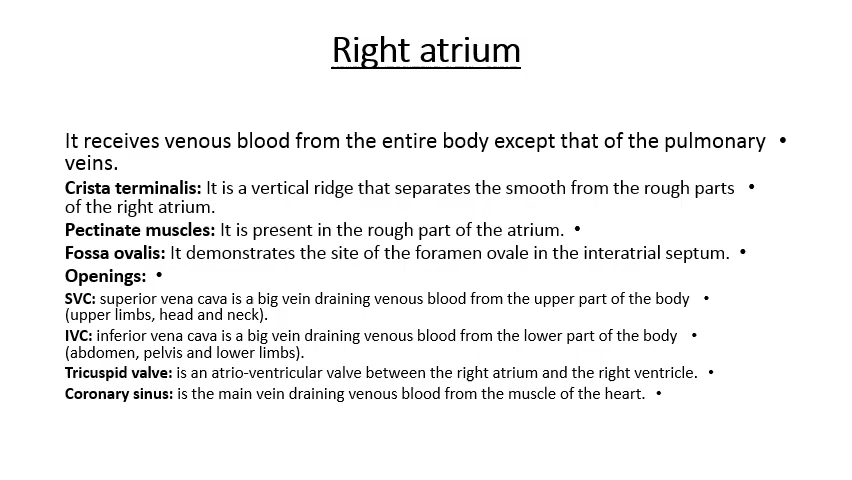 Right atrium
It receives venous blood from the entire body except that of the pulmonary •
veins.
Crista terminalis: It is a vertical ridge that separates the smooth from the rough parts •
of the right atrium.
Pectinate muscles: It is present in the rough part of the atrium. •
Fossa ovalis: It demonstrates the site of the foramen ovale in the interatrial septum. •
Openings: •
SVC: superior vena cava is a big vein draining venous blood from the upper part of the body •
(upper limbs, head and neck).
IVC: inferior vena cava is a big vein draining venous blood from the lower part of the body •
(abdomen, pelvis and lower limbs).
Tricuspid valve: is an atrio-ventricular valve between the right atrium and the right ventricle. •
Coronary sinus: is the main vein draining venous blood from the muscle of the heart. •